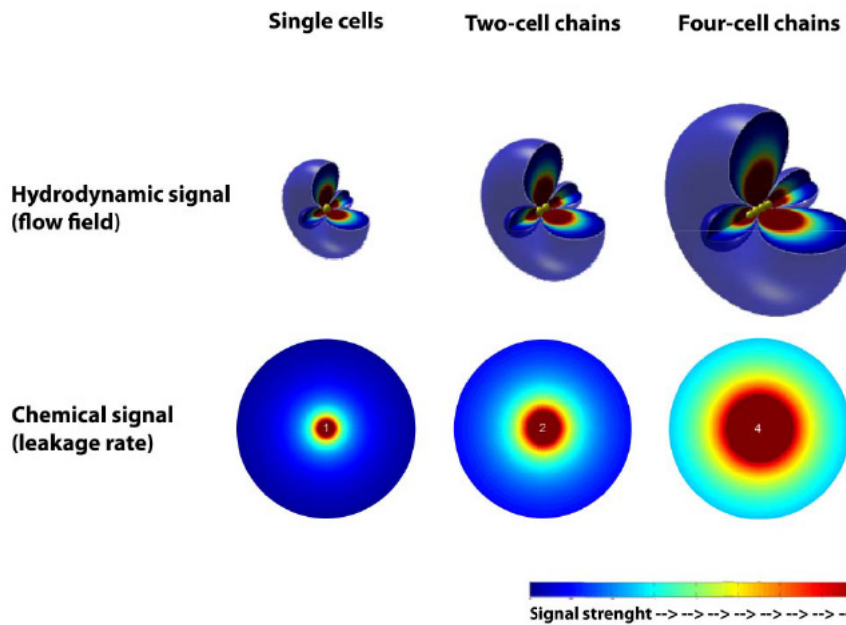 Single cells
Two-cell chains
Four-cell chains
Hydrodynamic signal
(flow field)
Chemical signal
(leakage rate)
1
2
4
Signal strenght --> --> --> --> --> --> --> --